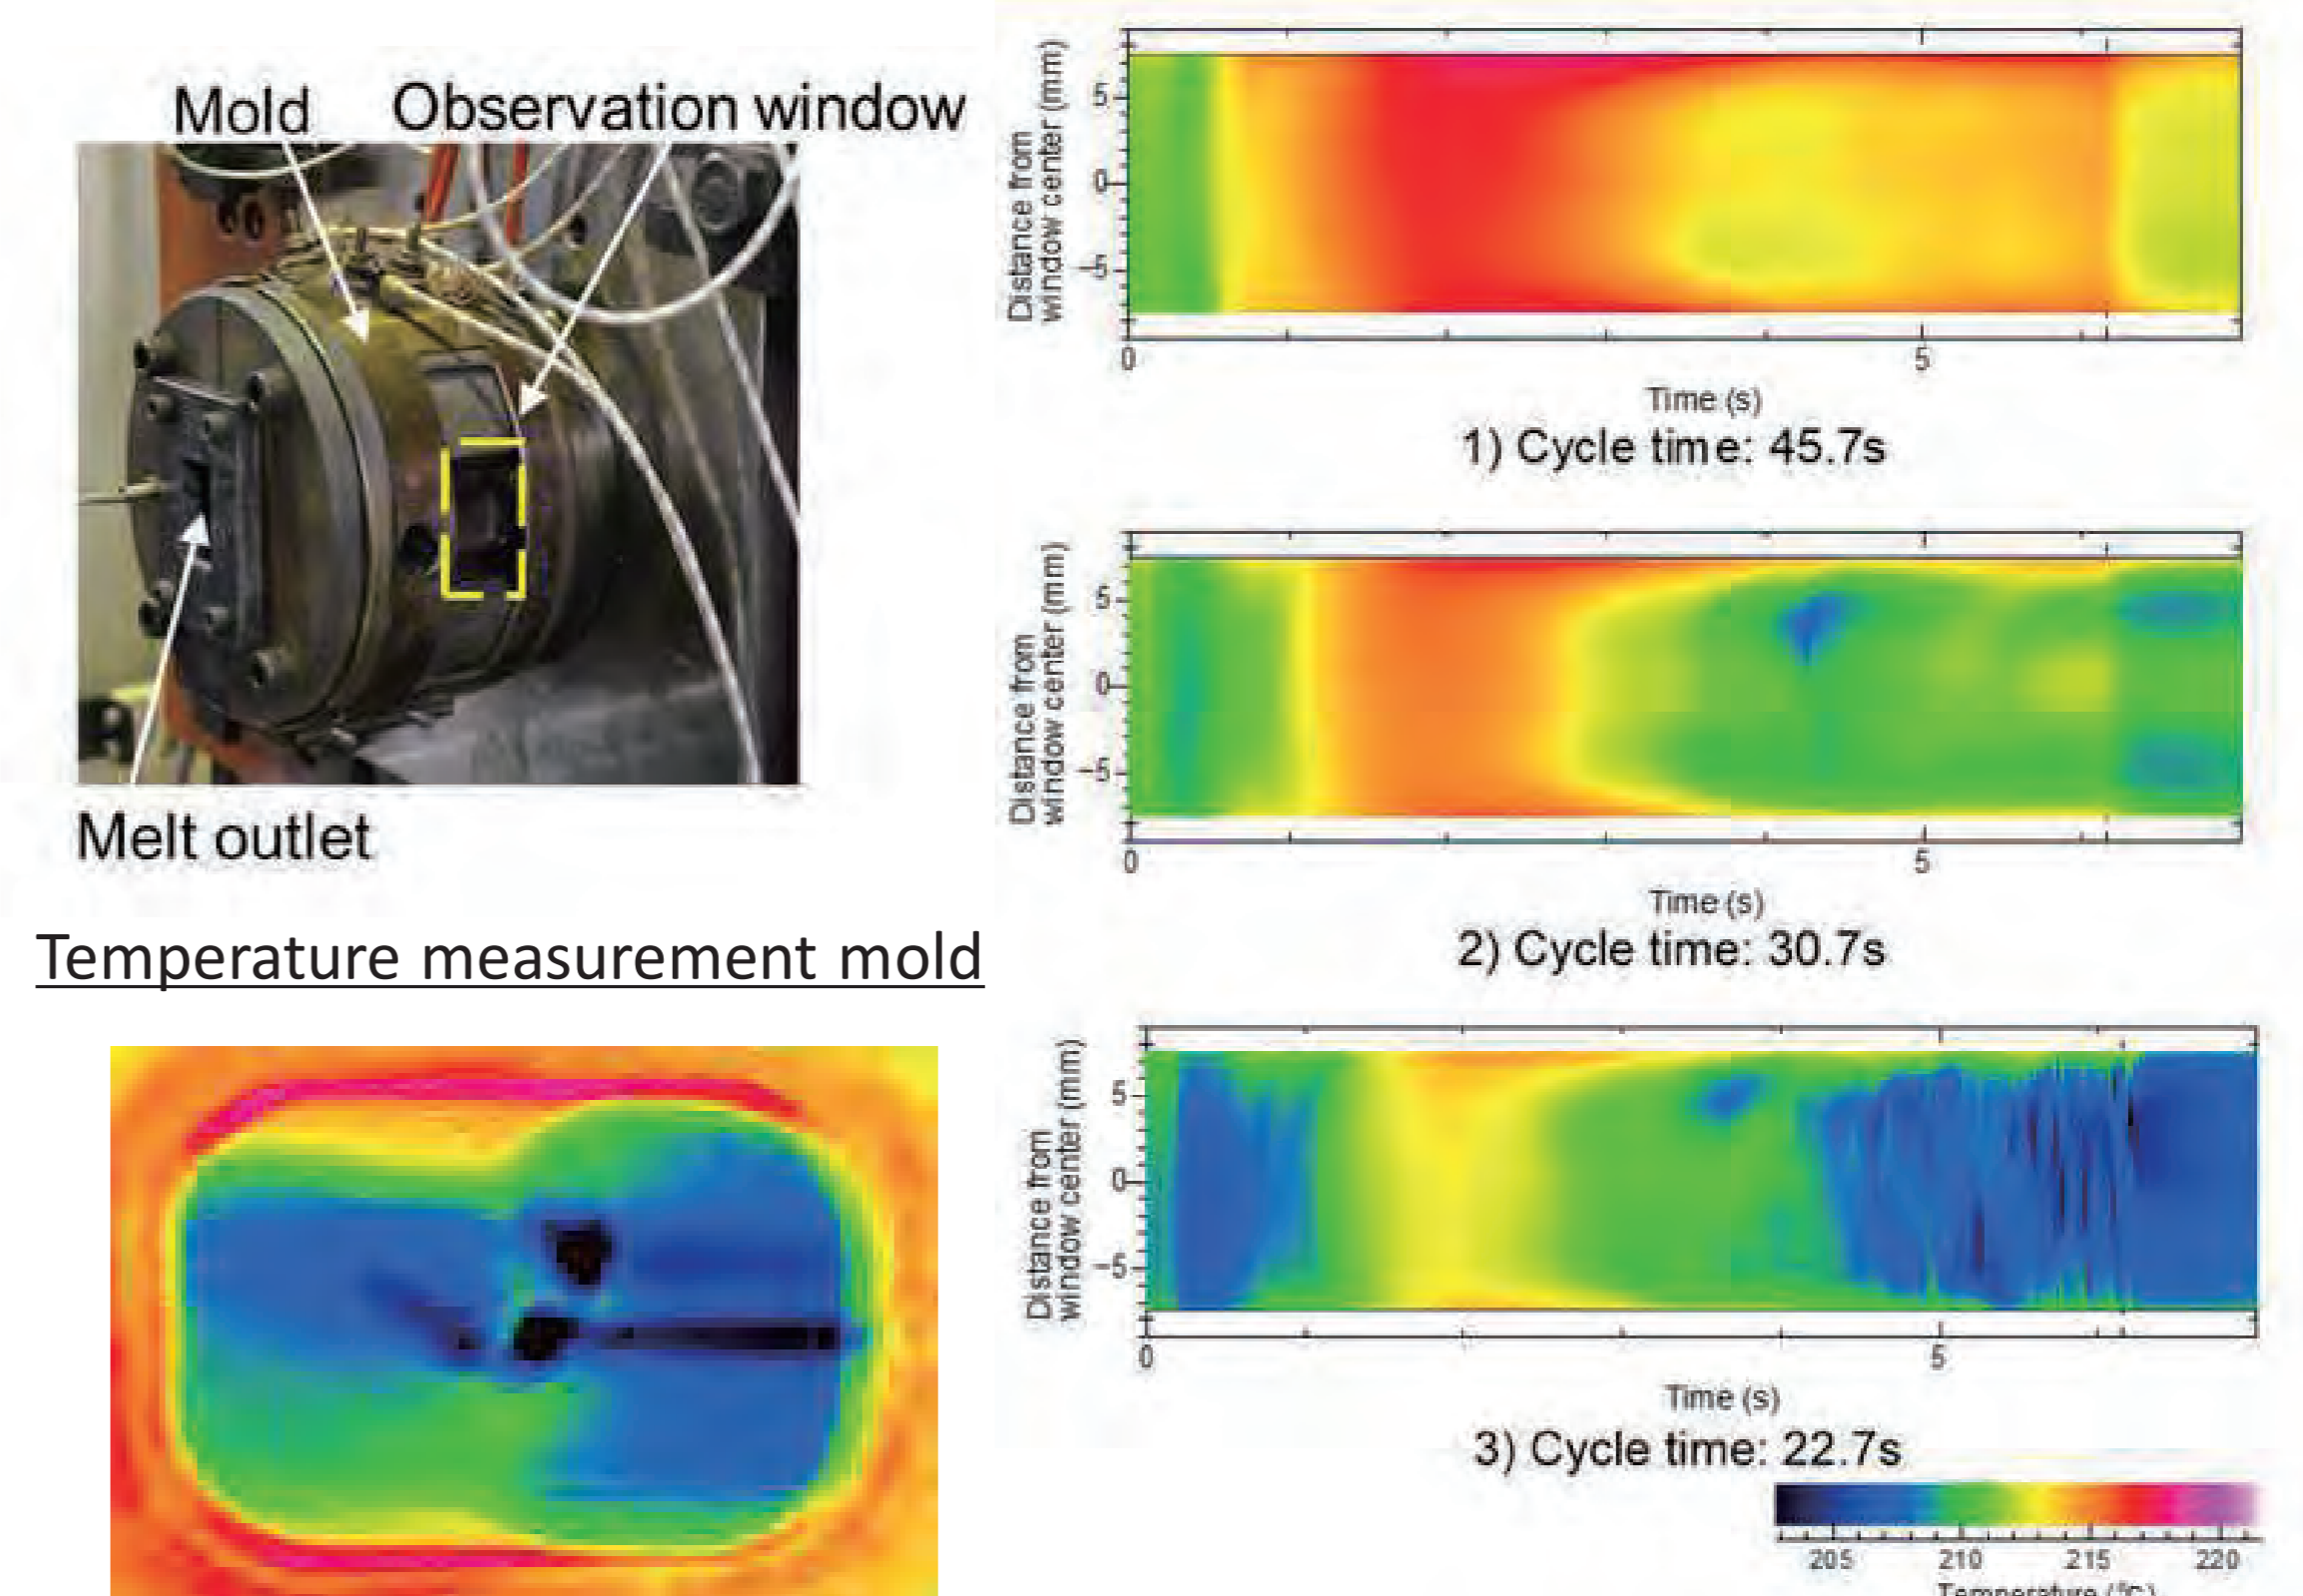 Mold
Observation window
Melt outlet
Temperature measurement mold
Distance from
window center (mm)
5
0
−5
0
5
Time (s)
1) Cycle time: 45.7s
Distance from
window center (mm)
5
0
−5
0
5
Time (s)
2) Cycle time: 30.7s
Distance from
window center (mm)
5
0
−5
0
5
Time (s)
3) Cycle time: 22.7s
205
210
215
220
Temperature (°C)